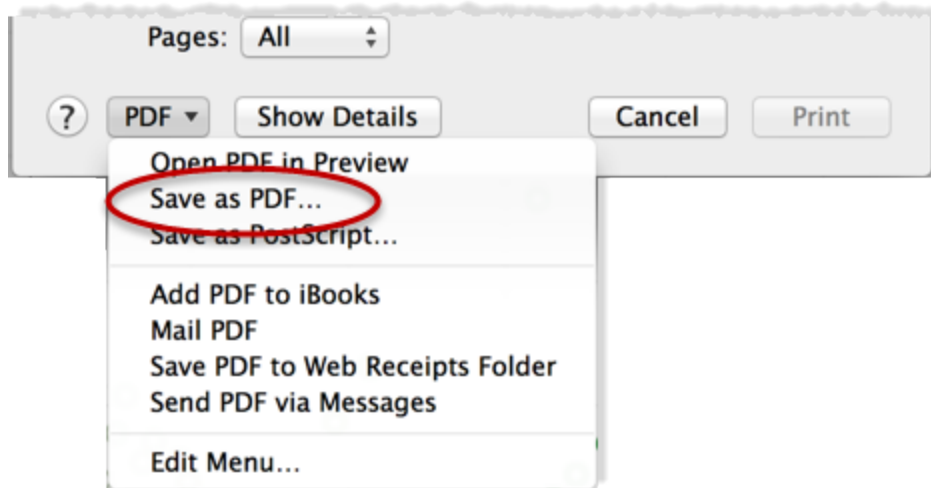 Pages: All
? PDF Show Details Cancel Print
Open PDF in Preview
Save as PDF...
Save as PostScript...
Add PDF to iBooks
Mail PDF
Save PDF to Web Receipts Folder
Send PDF via Messages
Edit Menu...